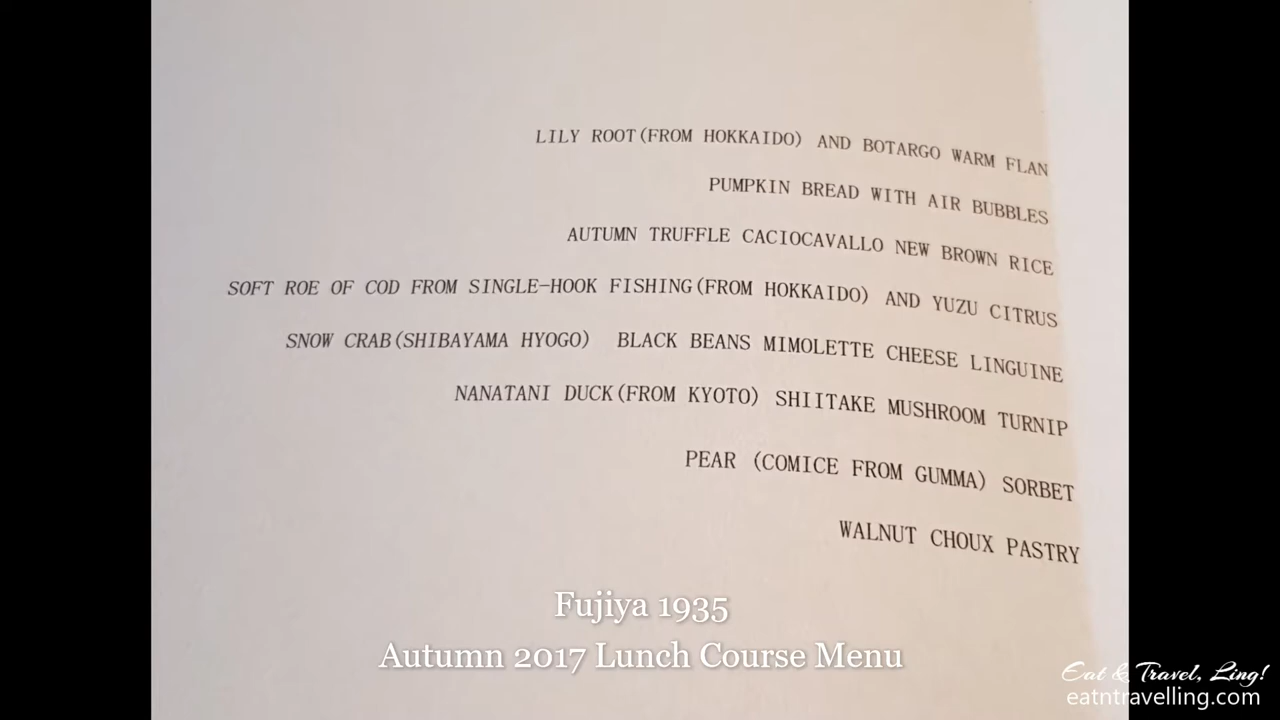 LILY ROOT(FROM HOKKAIDO) AND BOTARGO WARM FLAN
PUMPKIN BREAD WITH AIR BUBBLES
AUTUMN TRUFFLE CACIOCAVALLO NEW BROWN RICE
SOFT ROE OF COD FROM SINGLE-HOOK FISHING(FROM HOKKAIDO) AND YUZU CITRUS
SNOW CRAB(SHIBAYAMA HYOGO) BLACK BEANS MIMOLETTE CHEESE LINGUINE
NANATANI DUCK(FROM KYOTO) SHIITAKE MUSHROOM TURNIP
PEAR (COMICE FROM GUMMA) SORBET
WALNUT CHOUX PASTRY
Fujiya 1935
Autumn 2017 Lunch Course Menu
Eat & Travel, Ling!
eatntravelling.com